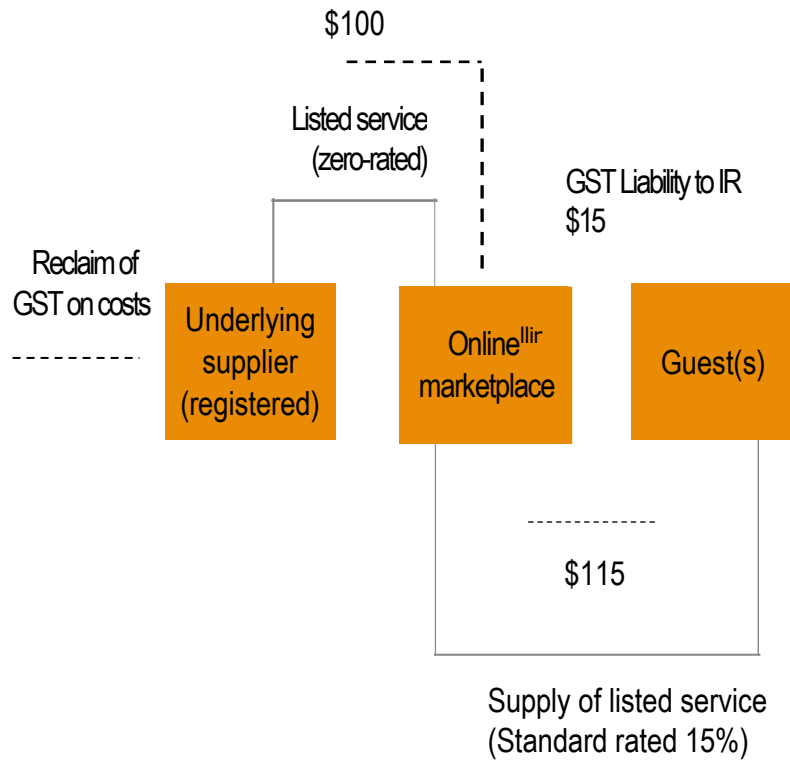 $100
Listed service
(zero-rated)
GST Liability to IR
$15
Reclaim of
GST on costs
Underlying
supplier
(registered)
Online
marketplace
Guest(s)
$115
Supply of listed service
(Standard rated 15%)